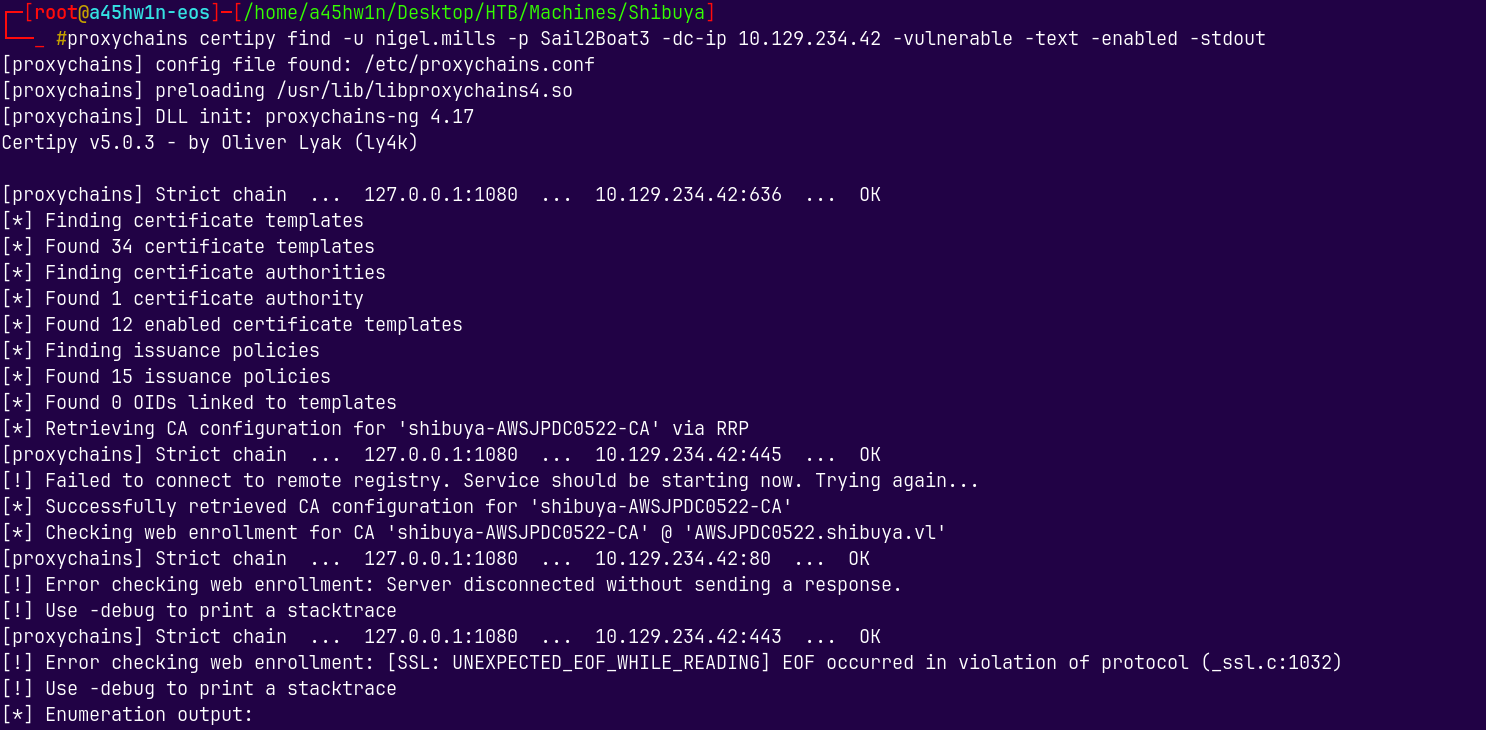 ┌─[root@a45hw1n-eos]─[/home/a45hw1n/Desktop/HTB/Machines/Shibuya]
└──_ #proxychains certipy find -u nigel.mills -p Sail2Boat3 -dc-ip 10.129.234.42 -vulnerable -text -enabled -stdout
[proxychains] config file found: /etc/proxychains.conf
[proxychains] preloading /usr/lib/libproxychains4.so
[proxychains] DLL init: proxychains-ng 4.17
Certipy v5.0.3 - by Oliver Lyak (ly4k)
[proxychains] Strict chain  ...  127.0.0.1:1080  ...  10.129.234.42:636  ...  OK
[*] Finding certificate templates
[*] Found 34 certificate templates
[*] Finding certificate authorities
[*] Found 1 certificate authority
[*] Found 12 enabled certificate templates
[*] Finding issuance policies
[*] Found 15 issuance policies
[*] Found 0 OIDs linked to templates
[*] Retrieving CA configuration for 'shibuya-AWSJPDC0522-CA' via RRP
[proxychains] Strict chain  ...  127.0.0.1:1080  ...  10.129.234.42:445  ...  OK
[!] Failed to connect to remote registry. Service should be starting now. Trying again...
[*] Successfully retrieved CA configuration for 'shibuya-AWSJPDC0522-CA'
[*] Checking web enrollment for CA 'shibuya-AWSJPDC0522-CA' @ 'AWSJPDC0522.shibuya.vl'
[proxychains] Strict chain  ...  127.0.0.1:1080  ...  10.129.234.42:80  ...  OK
[!] Error checking web enrollment: Server disconnected without sending a response.
[!] Use -debug to print a stacktrace
[proxychains] Strict chain  ...  127.0.0.1:1080  ...  10.129.234.42:443  ...  OK
[!] Error checking web enrollment: [SSL: UNEXPECTED_EOF_WHILE_READING] EOF occurred in violation of protocol (_ssl.c:1032)
[!] Use -debug to print a stacktrace
[*] Enumeration output: